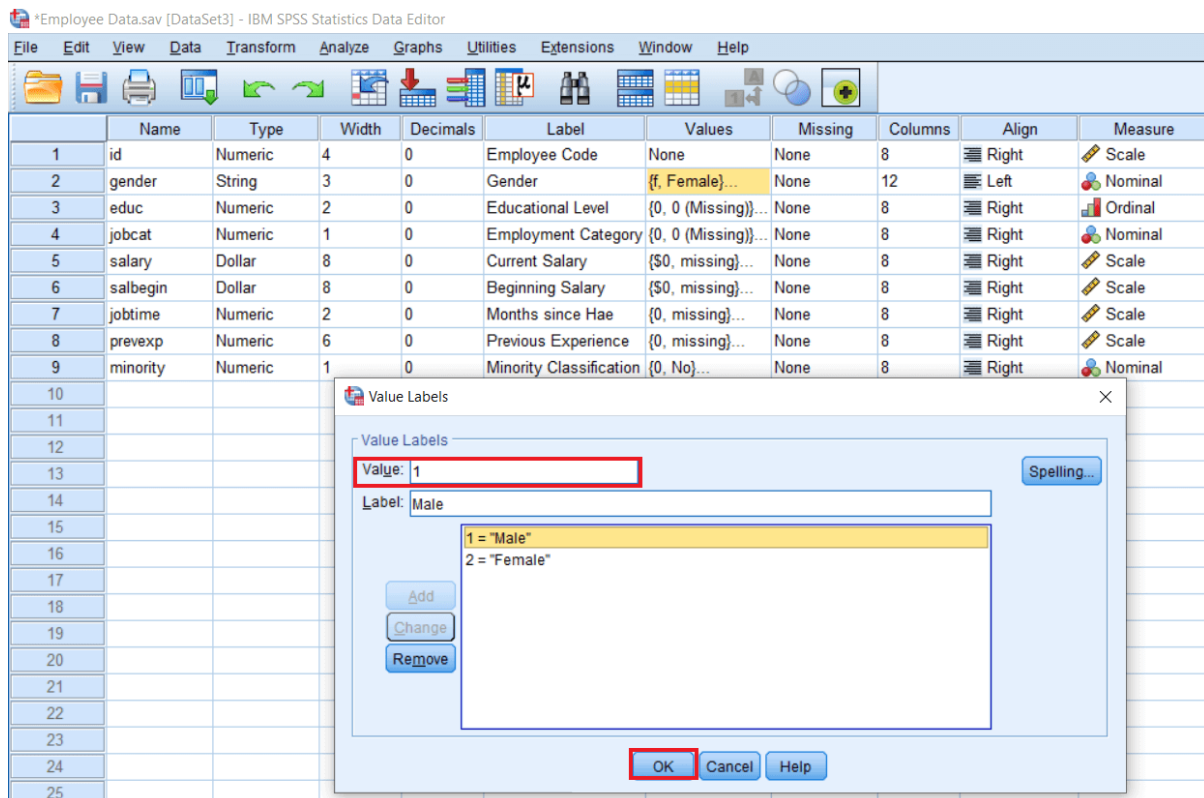 *Employee Data.sav [DataSet3] - IBM SPSS Statistics Data Editor
File Edit View Data Transform Analyze Graphs Utilities Extensions Window Help
Name Type Width Decimals Label Values Missing Columns Align Measure
1 id Numeric 4 0 Employee Code None None 8 Right Scale
2 gender String 3 0 Gender {f, Female}... None 12 Left Nominal
3 educ Numeric 2 0 Educational Level {0, 0 (Missing)}... None 8 Right Ordinal
4 jobcat Numeric 1 0 Employment Category {0, 0 (Missing)}... None 8 Right Nominal
5 salary Dollar 8 0 Current Salary {$0, missing}... None 8 Right Scale
6 salbegin Dollar 8 0 Beginning Salary {$0, missing}... None 8 Right Scale
7 jobtime Numeric 2 0 Months since Hae {0, missing}... None 8 Right Scale
8 prevexp Numeric 6 0 Previous Experience {0, missing}... None 8 Right Scale
9 minority Numeric 1 0 Minority Classification {0, No}... None 8 Right Nominal
10
11
12
13
14
15
16
17
18
19
20
21
22
23
24
25
Value Labels
Value Labels
Value: 1
Spelling...
Label: Male
1 = "Male"
2 = "Female"
Add
Change
Remove
OK Cancel Help